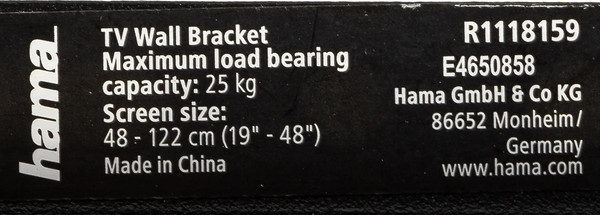 hama
TV Wall Bracket
Maximum load bearing
capacity: 25 kg
Screen size:
48 - 122 cm (19" - 48")
Made in China
R1118159
E4650858
Hama GmbH & Co KG
86652 Monheim/
Germany
www.hama.com